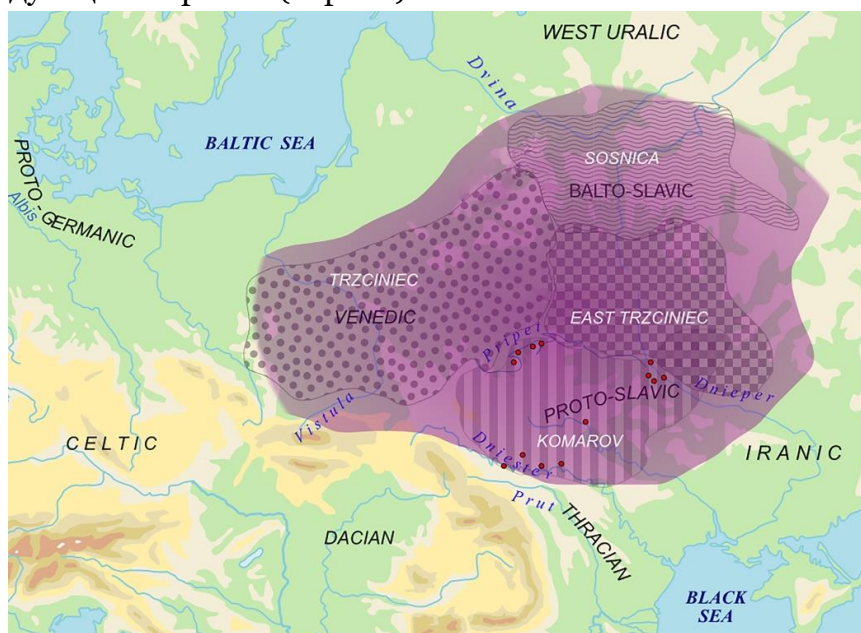 WEST URALIC
Dvina
BALTIC SEA
SOSNICA
BALTO-SLAVIC
PROTO-GERMANIC
Albis
TRZCINIEC
VENEDIC
EAST TRZCINIEC
Pripet
Dnieper
PROTO-SLAVIC
Vistula
KOMAROV
CELTIC
Dniester
IRANIC
Prut
THRACIAN
DACIAN
BLACK
SEA